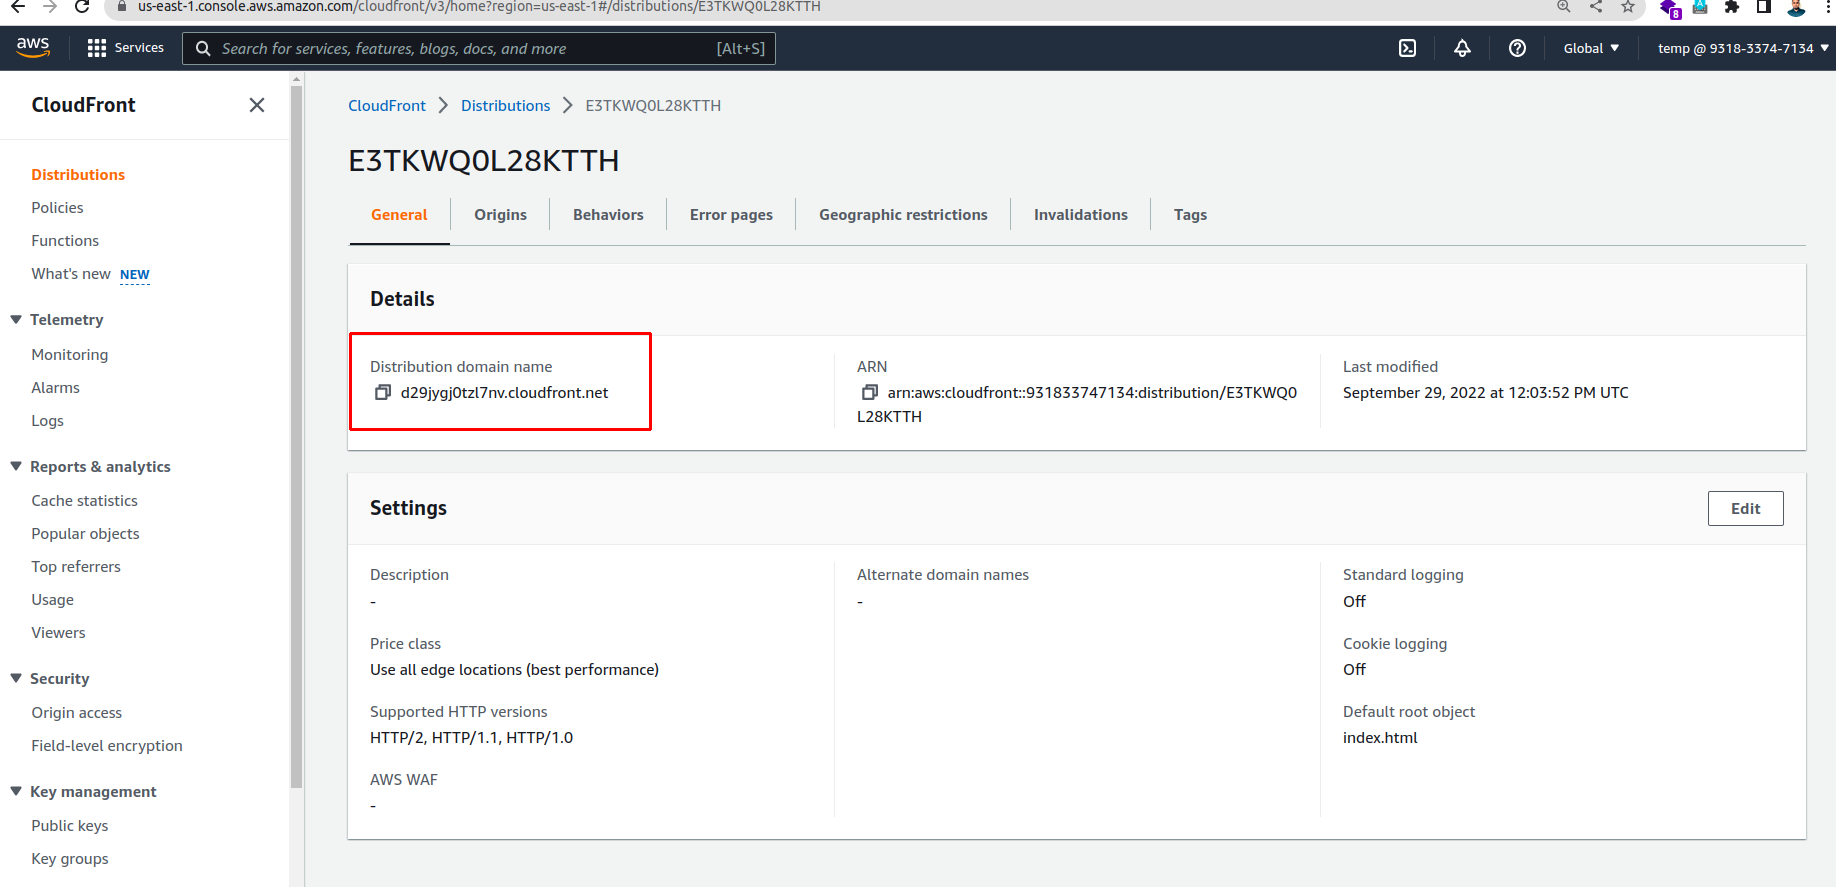 us-east-1.console.aws.amazon.com/cloudfront/v3/home?region=us-east-1#/distributions/E3TKWQ0L28KTTH
8
aws
Services
Search for services, features, blogs, docs, and more
[Alt+S]
Global
temp @ 9318-3374-7134
CloudFront
Distributions
Policies
Functions
What's new NEW
Telemetry
Monitoring
Alarms
Logs
Reports & analytics
Cache statistics
Popular objects
Top referrers
Usage
Viewers
Security
Origin access
Field-level encryption
Key management
Public keys
Key groups
CloudFront
Distributions
E3TKWQ0L28KTTH
E3TKWQ0L28KTTH
General
Origins
Behaviors
Error pages
Geographic restrictions
Invalidations
Tags
Details
Distribution domain name
d29jygj0tzl7nv.cloudfront.net
ARN
arn:aws:cloudfront::931833747134:distribution/E3TKWQ0
L28KTTH
Last modified
September 29, 2022 at 12:03:52 PM UTC
Settings
Edit
Description
-
Price class
Use all edge locations (best performance)
Supported HTTP versions
HTTP/2, HTTP/1.1, HTTP/1.0
AWS WAF
-
Alternate domain names
-
Standard logging
Off
Cookie logging
Off
Default root object
index.html